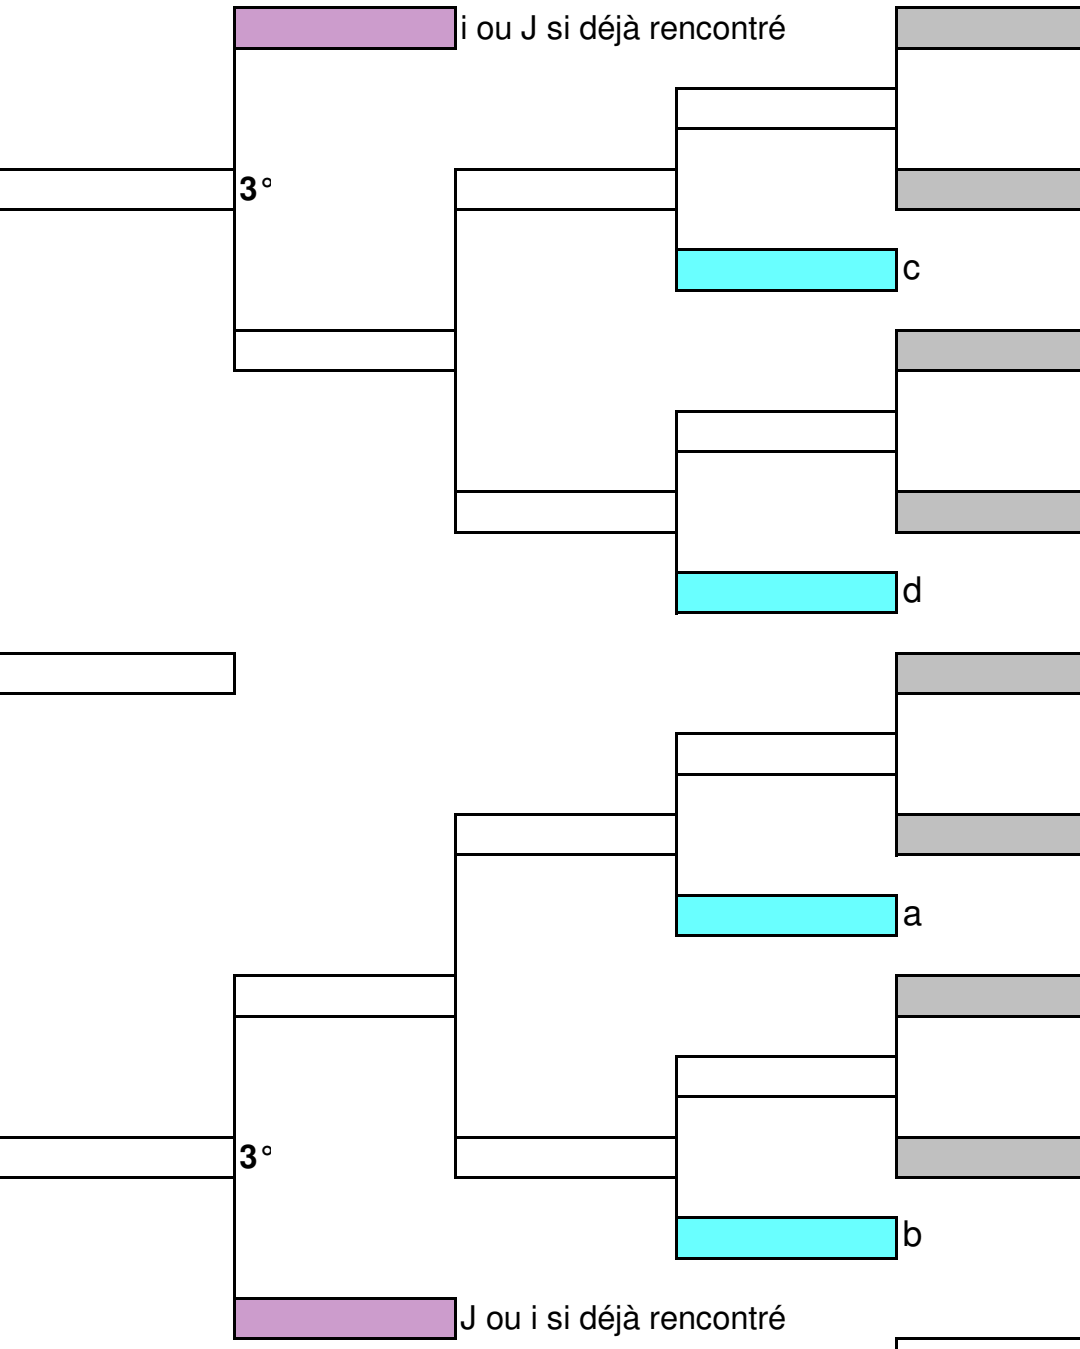 i ou J si déjà rencontré
3°
c
d
a
3°
b
J ou i si déjà rencontré